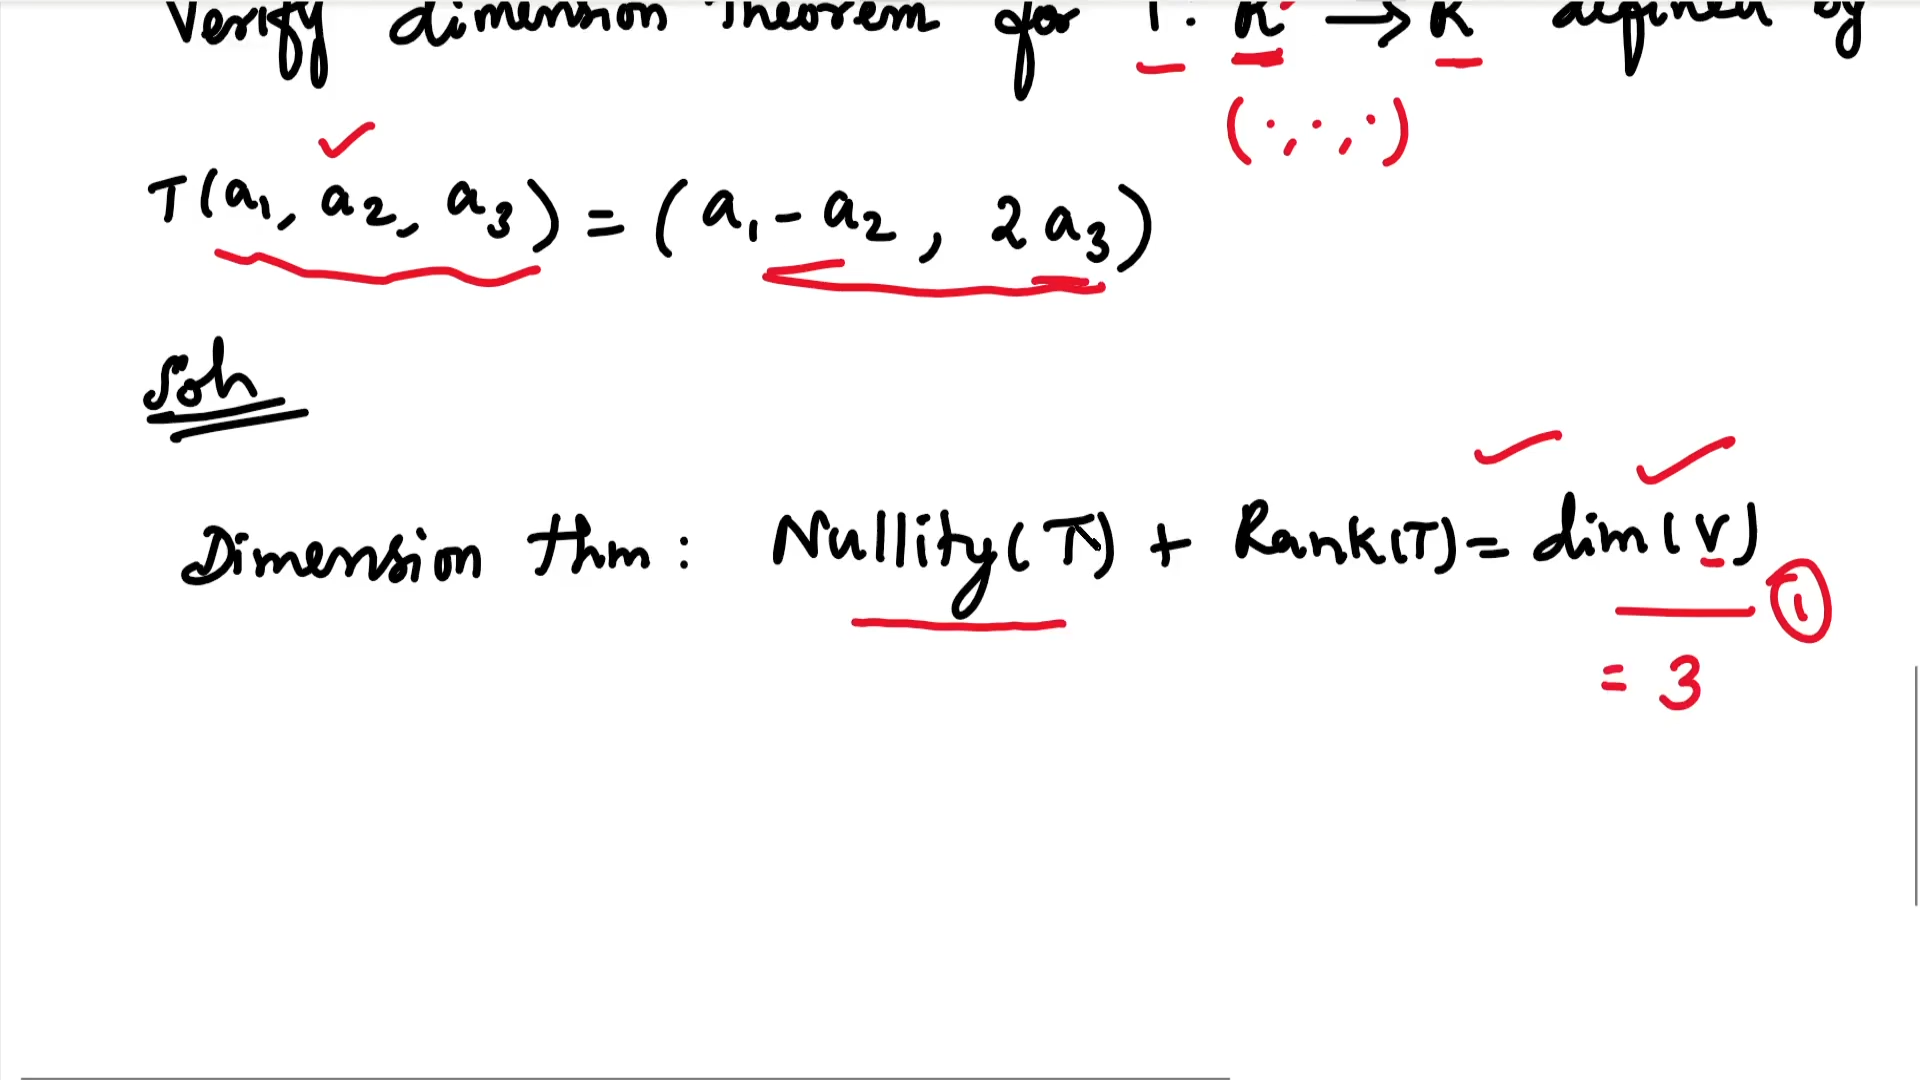 Verify dimension Theorem for T: R³ → R defined by
(·, ·, ·)
T(a₁, a₂, a₃) = (a₁ - a₂, 2a₃)
Soln
Dimension thm: Nullity(T) + Rank(T) = dim(V) ①
= 3